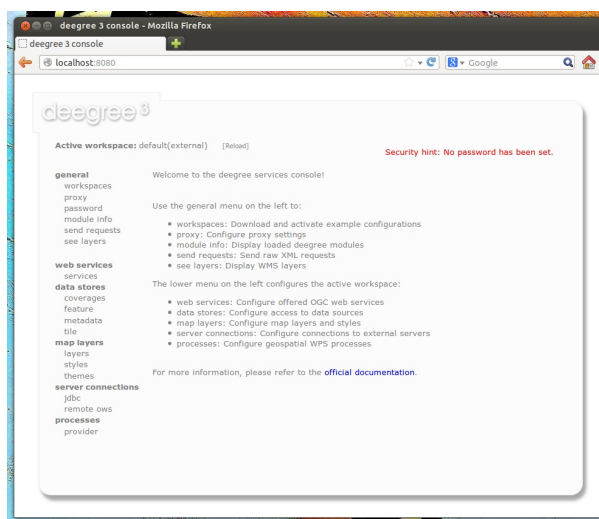 deegree 3 console - Mozilla Firefox
deegree 3 console
localhost:8080
Google
deegree 3
Active workspace: default(external) [Reload]
Security hint: No password has been set.
general
workspaces
proxy
password
module info
send requests
see layers
web services
services
data stores
coverages
feature
metadata
tile
map layers
layers
styles
themes
server connections
jdbc
remote ows
processes
provider
Welcome to the deegree services console!
Use the general menu on the left to:
• workspaces: Download and activate example configurations
• proxy: Configure proxy settings
• module info: Display loaded deegree modules
• send requests: Send raw XML requests
• see layers: Display WMS layers
The lower menu on the left configures the active workspace:
• web services: Configure offered OGC web services
• data stores: Configure access to data sources
• map layers: Configure map layers and styles
• server connections: Configure connections to external servers
• processes: Configure geospatial WPS processes
For more information, please refer to the official documentation.